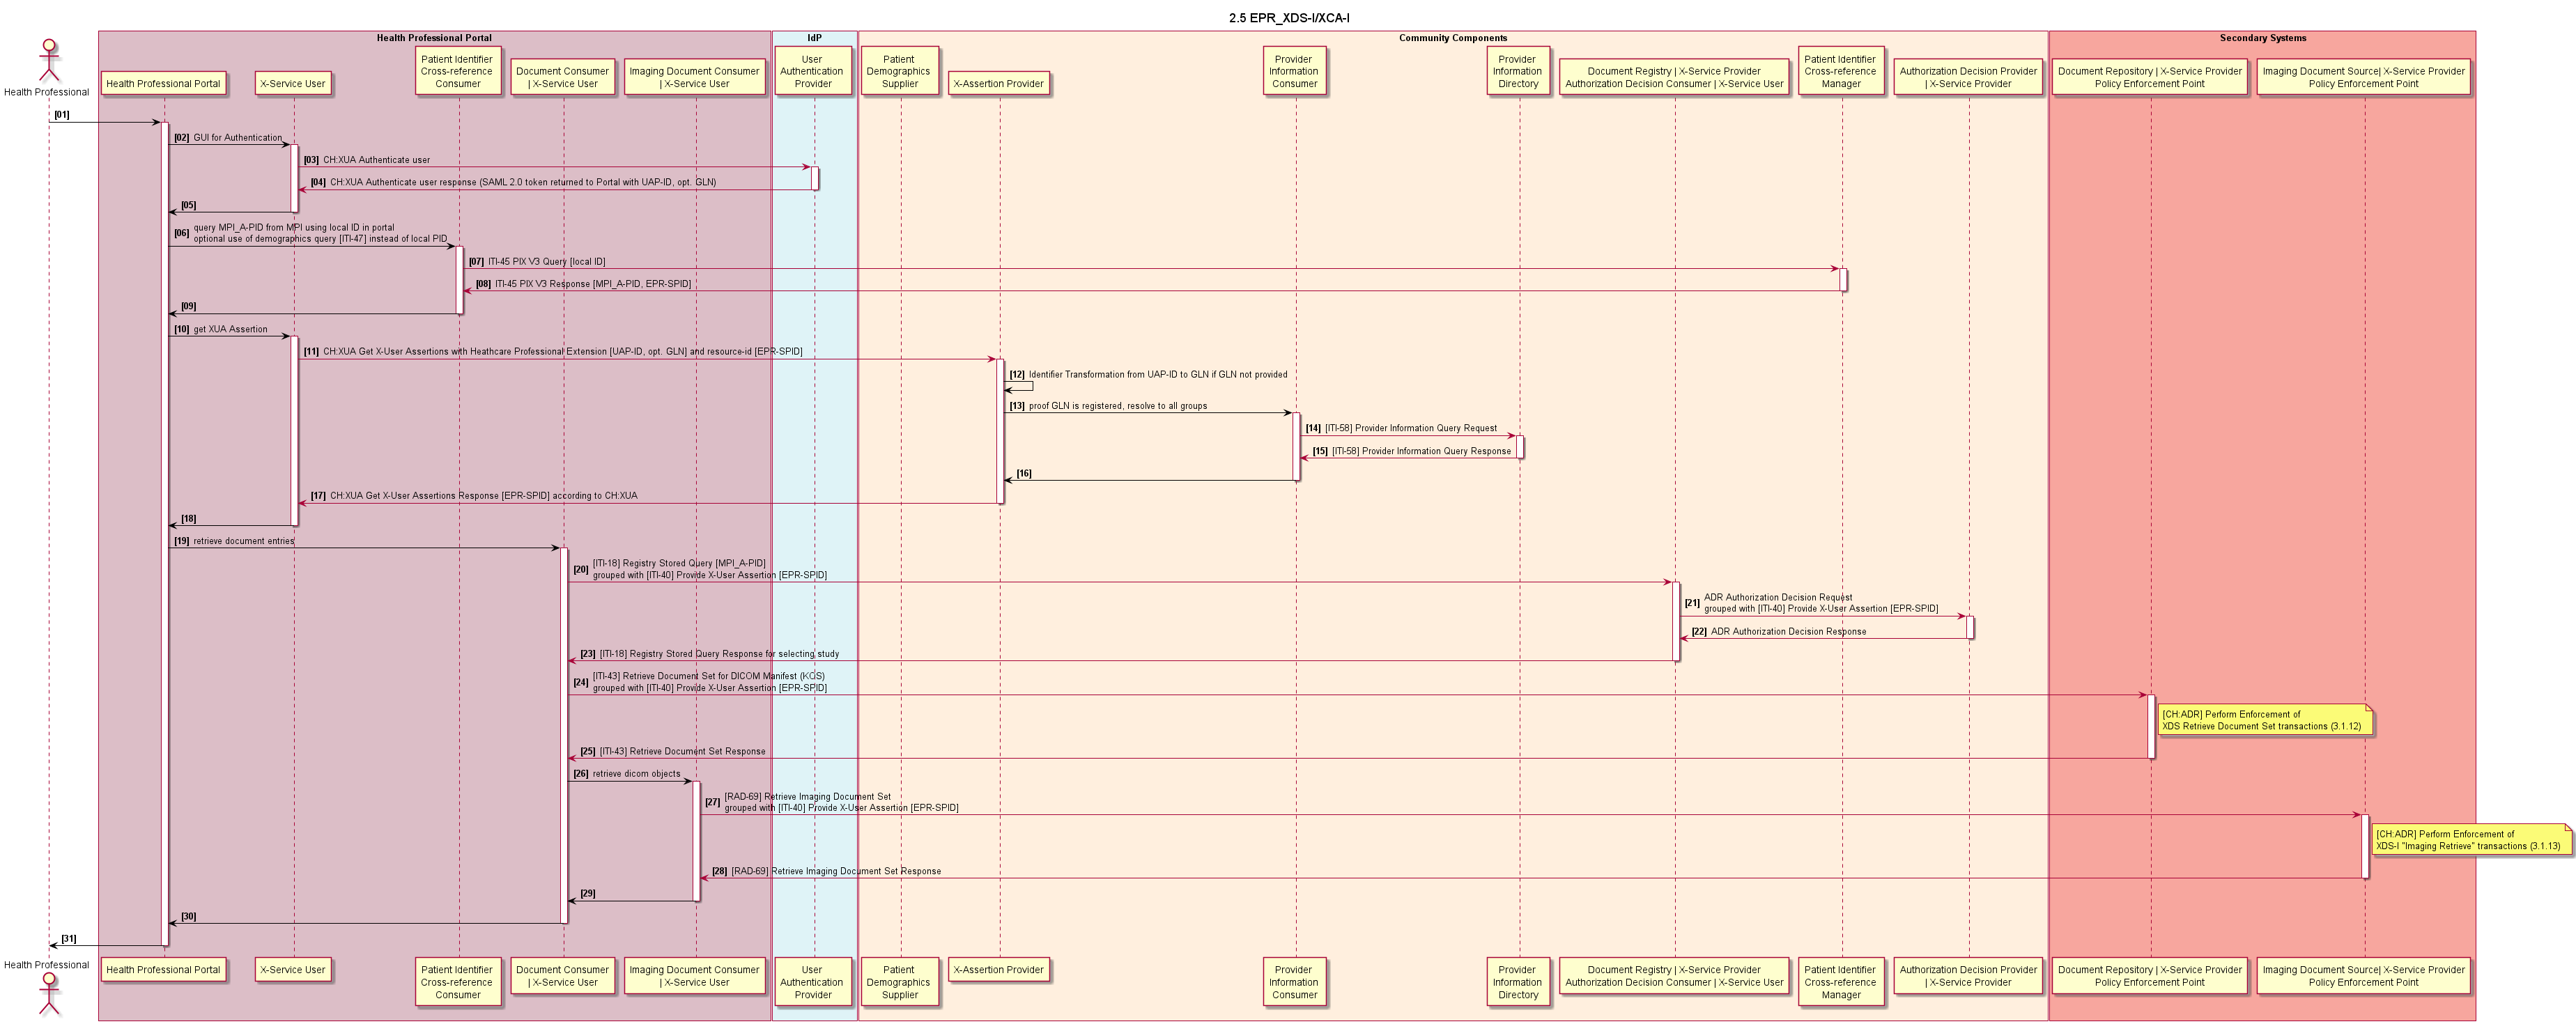 2.5 EPR_XDS-I/XCA-I
Health Professional Portal
IdP
Community Components
Secondary Systems
Health Professional
Health Professional Portal
X-Service User
Patient Identifier
Cross-reference
Consumer
Document Consumer
| X-Service User
Imaging Document Consumer
| X-Service User
User
Authentication
Provider
Patient
Demographics
Supplier
X-Assertion Provider
Provider
Information
Consumer
Provider
Information
Directory
Document Registry | X-Service Provider
Authorization Decision Consumer | X-Service User
Patient Identifier
Cross-reference
Manager
Authorization Decision Provider
| X-Service Provider
Document Repository | X-Service Provider
Policy Enforcement Point
Imaging Document Source| X-Service Provider
Policy Enforcement Point
[01]
[02] GUI for Authentication
[03] CH:XUA Authenticate user
[04] CH:XUA Authenticate user response (SAML 2.0 token returned to Portal with UAP-ID, opt. GLN)
[05]
[06] query MPI_A-PID from MPI using local ID in portal
optional use of demographics query [ITI-47] instead of local PID
[07] ITI-45 PIX V3 Query [local ID]
[08] ITI-45 PIX V3 Response [MPI_A-PID, EPR-SPID]
[09]
[10] get XUA Assertion
[11] CH:XUA Get X-User Assertions with Heathcare Professional Extension [UAP-ID, opt. GLN] and resource-id [EPR-SPID]
[12] Identifier Transformation from UAP-ID to GLN if GLN not provided
[13] proof GLN is registered, resolve to all groups
[14] [ITI-58] Provider Information Query Request
[15] [ITI-58] Provider Information Query Response
[16]
[17] CH:XUA Get X-User Assertions Response [EPR-SPID] according to CH:XUA
[18]
[19] retrieve document entries
[20] [ITI-18] Registry Stored Query [MPI_A-PID]
grouped with [ITI-40] Provide X-User Assertion [EPR-SPID]
[21] ADR Authorization Decision Request
grouped with [ITI-40] Provide X-User Assertion [EPR-SPID]
[22] ADR Authorization Decision Response
[23] [ITI-18] Registry Stored Query Response for selecting study
[24] [ITI-43] Retrieve Document Set for DICOM Manifest (KOS)
grouped with [ITI-40] Provide X-User Assertion [EPR-SPID]
[CH:ADR] Perform Enforcement of
XDS Retrieve Document Set transactions (3.1.12)
[25] [ITI-43] Retrieve Document Set Response
[26] retrieve dicom objects
[27] [RAD-69] Retrieve Imaging Document Set
grouped with [ITI-40] Provide X-User Assertion [EPR-SPID]
[CH:ADR] Perform Enforcement of
XDS-I "Imaging Retrieve" transactions (3.1.13)
[28] [RAD-69] Retrieve Imaging Document Set Response
[29]
[30]
[31]
Health Professional
Health Professional Portal
X-Service User
Patient Identifier
Cross-reference
Consumer
Document Consumer
| X-Service User
Imaging Document Consumer
| X-Service User
User
Authentication
Provider
Patient
Demographics
Supplier
X-Assertion Provider
Provider
Information
Consumer
Provider
Information
Directory
Document Registry | X-Service Provider
Authorization Decision Consumer | X-Service User
Patient Identifier
Cross-reference
Manager
Authorization Decision Provider
| X-Service Provider
Document Repository | X-Service Provider
Policy Enforcement Point
Imaging Document Source| X-Service Provider
Policy Enforcement Point